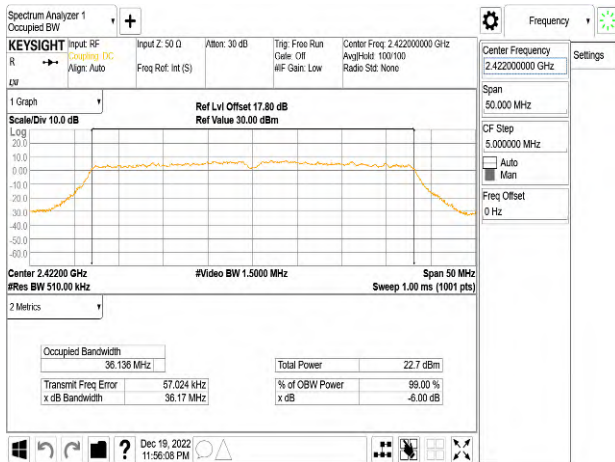 Spectrum Analyzer 1
Occupied BW
+
Frequency
KEYSIGHT
R
Input: RF
Coupling: DC
Align: Auto
Input Z: 50 Ω
Freq Ref: Int (S)
Atten: 30 dB
Trig: Free Run
Gate: Off
#IF Gain: Low
Center Freq: 2.422000000 GHz
Avg|Hold: 100/100
Radio Std: None
Center Frequency
2.422000000 GHz
Settings
Span
50.000 MHz
CF Step
5.000000 MHz
Auto
Man
Freq Offset
0 Hz
1 Graph
Scale/Div 10.0 dB
Ref Lvl Offset 17.80 dB
Ref Value 30.00 dBm
Log
20.0
10.0
0.00
-10.0
-20.0
-30.0
-40.0
-50.0
-60.0
Center 2.42200 GHz
#Res BW 510.00 kHz
#Video BW 1.5000 MHz
Span 50 MHz
Sweep 1.00 ms (1001 pts)
2 Metrics
Occupied Bandwidth
36.136 MHz
Transmit Freq Error 57.024 kHz
x dB Bandwidth 36.17 MHz
Total Power 22.7 dBm
% of OBW Power 99.00 %
x dB -6.00 dB
?
Dec 19, 2022
11:56:08 PM